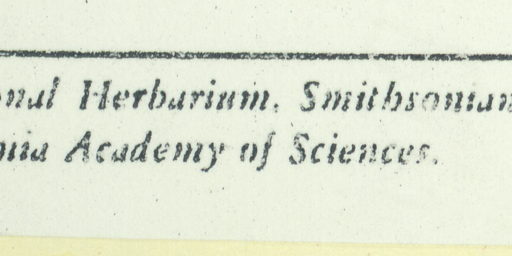 onal Herbarium, Smithsonian
nia Academy of Sciences.